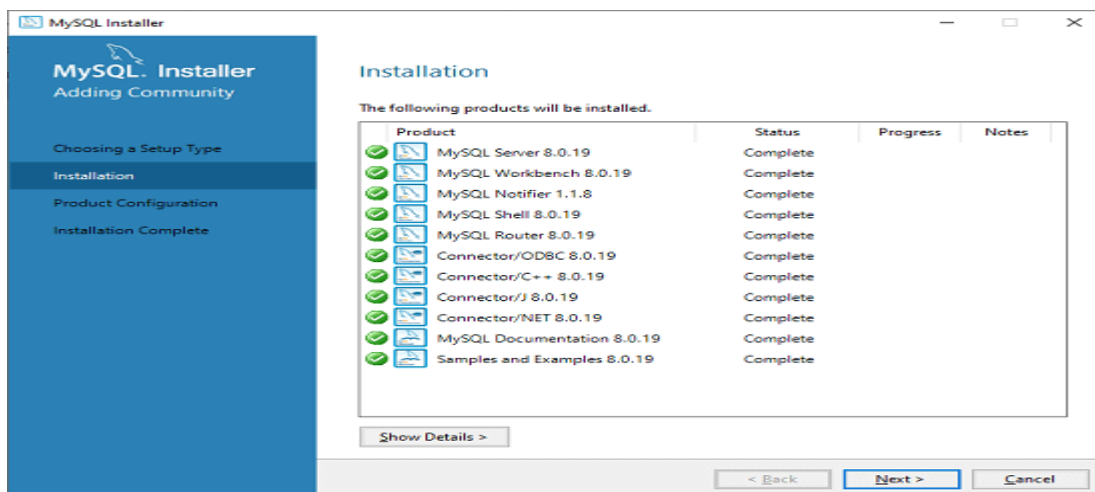 MySQL Installer
MySQL. Installer
Adding Community
Choosing a Setup Type
Installation
Product Configuration
Installation Complete
Installation
The following products will be installed.
Product Status Progress Notes
MySQL Server 8.0.19 Complete
MySQL Workbench 8.0.19 Complete
MySQL Notifier 1.1.8 Complete
MySQL Shell 8.0.19 Complete
MySQL Router 8.0.19 Complete
Connector/ODBC 8.0.19 Complete
Connector/C++ 8.0.19 Complete
Connector/J 8.0.19 Complete
Connector/NET 8.0.19 Complete
MySQL Documentation 8.0.19 Complete
Samples and Examples 8.0.19 Complete
Show Details >
< Back Next > Cancel